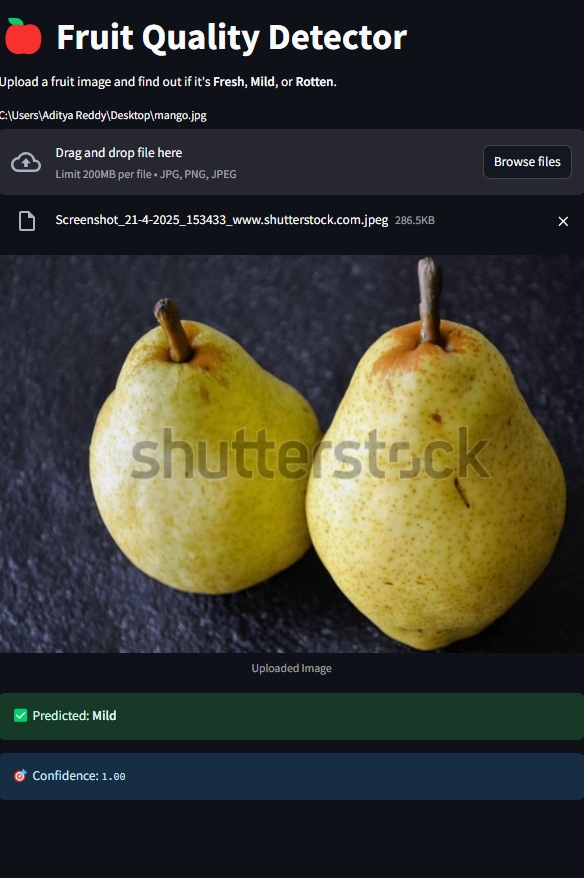 Fruit Quality Detector
Upload a fruit image and find out if it's Fresh, Mild, or Rotten.
C:\Users\Aditya Reddy\Desktop\mango.jpg
Drag and drop file here
Limit 200MB per file • JPG, PNG, JPEG
Browse files
Screenshot_21-4-2025_153433_www.shutterstock.com.jpeg 286.5KB
shutterstock
Uploaded Image
Predicted: Mild
Confidence: 1.00